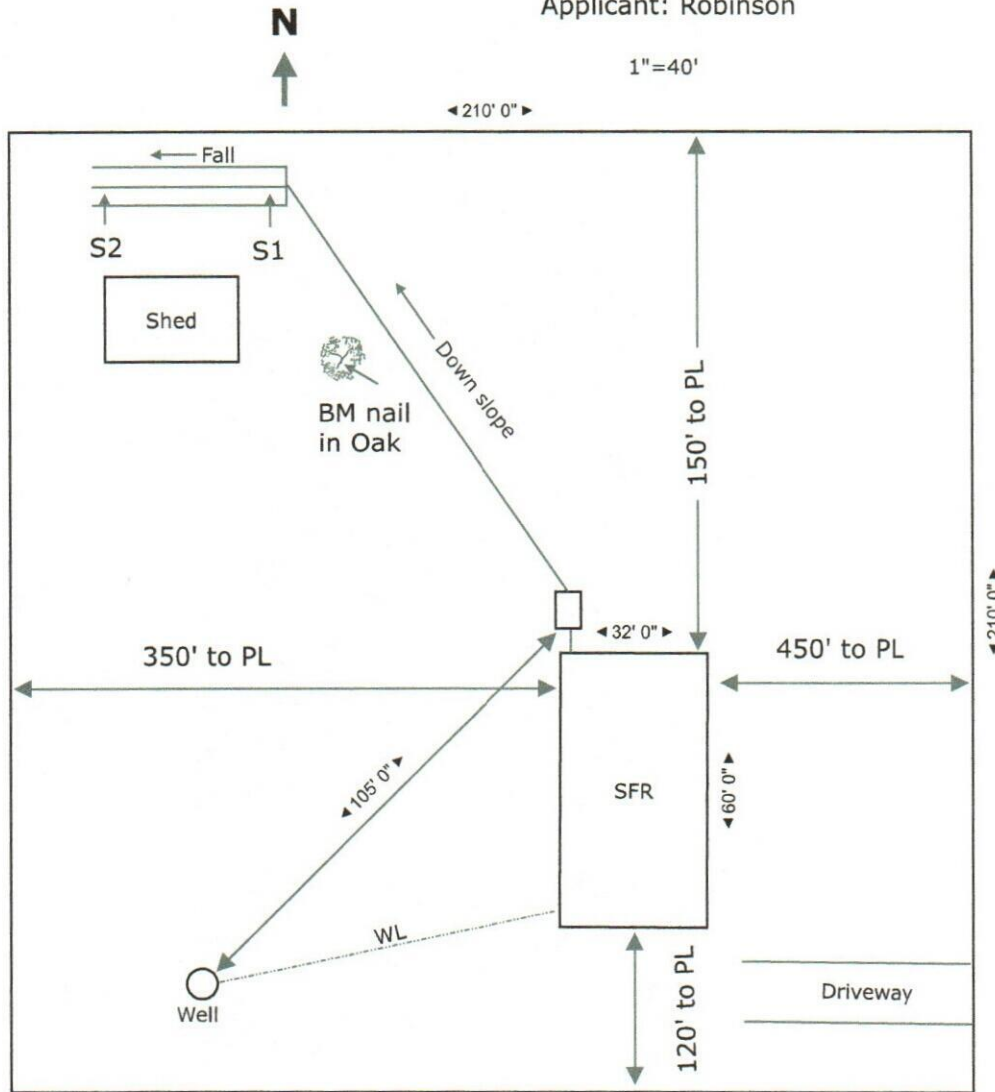 Applicant: Robinson
N
1"=40'
◄ 210' 0" ►
Fall
S2
S1
Shed
Down slope
BM nail
in Oak
150' to PL
◄ 210' 0" ►
◄ 32' 0" ►
350' to PL
450' to PL
◄ 105' 0" ►
SFR
◄ 60' 0" ►
WL
Well
120' to PL
Driveway